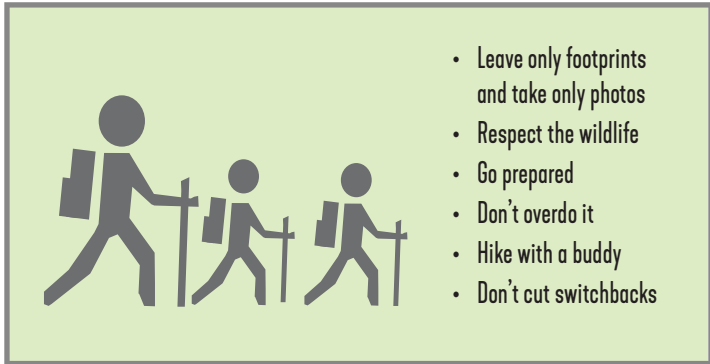 • Leave only footprints
and take only photos
• Respect the wildlife
• Go prepared
• Don't overdo it
• Hike with a buddy
• Don't cut switchbacks